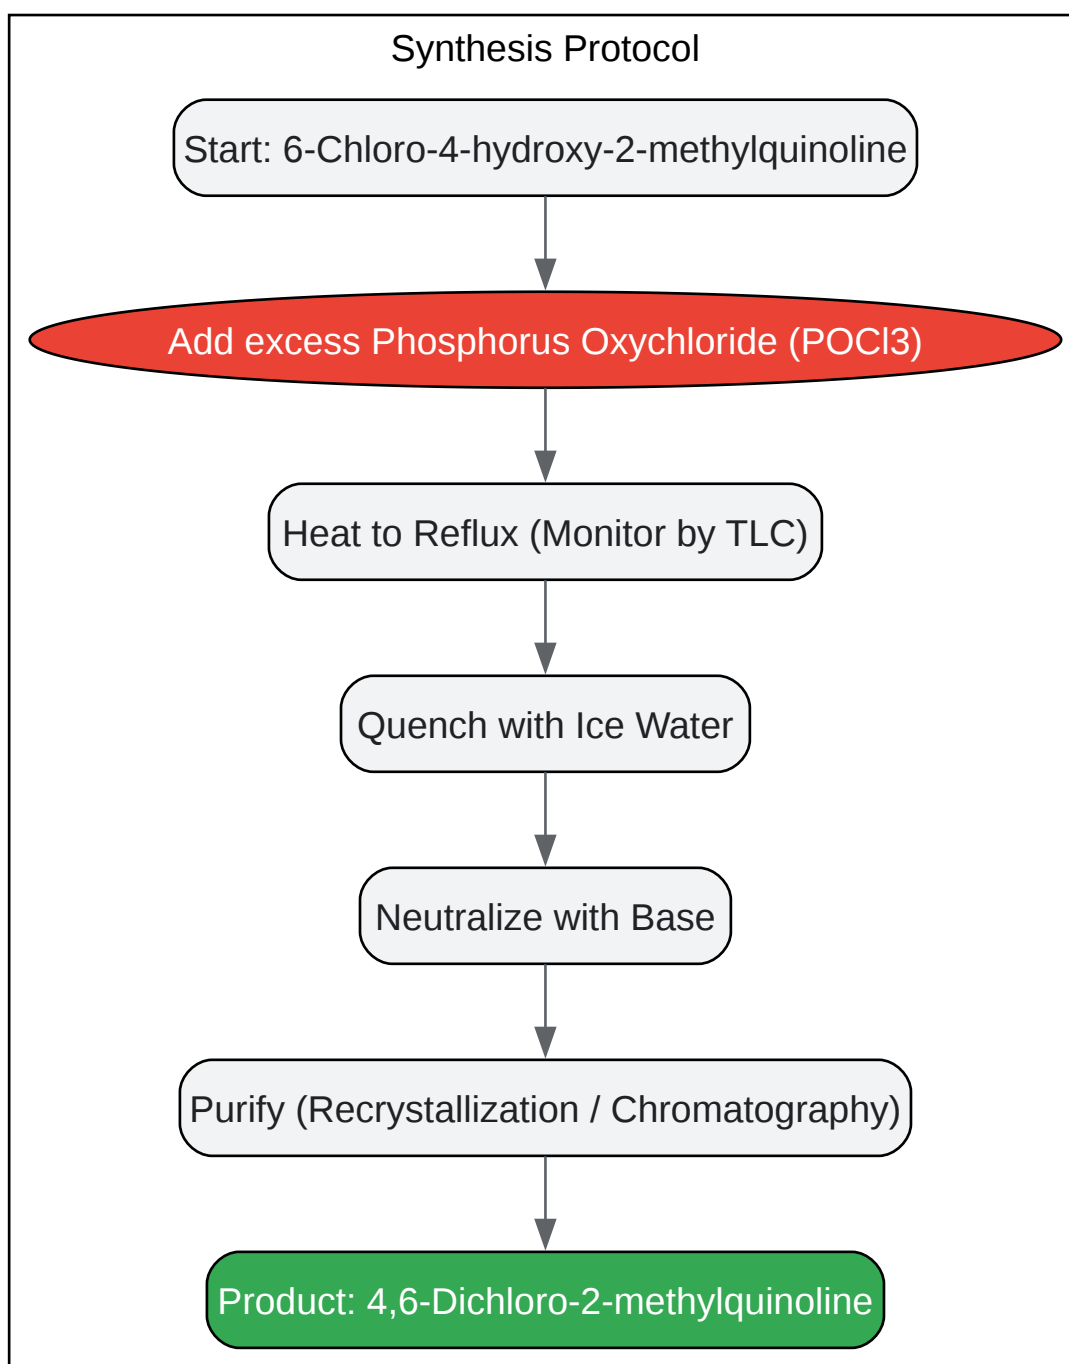 Synthesis Protocol
Start: 6-Chloro-4-hydroxy-2-methylquinoline
Add excess Phosphorus Oxychloride (POCl3)
Heat to Reflux (Monitor by TLC)
Quench with Ice Water
Neutralize with Base
Purify (Recrystallization / Chromatography)
Product: 4,6-Dichloro-2-methylquinoline